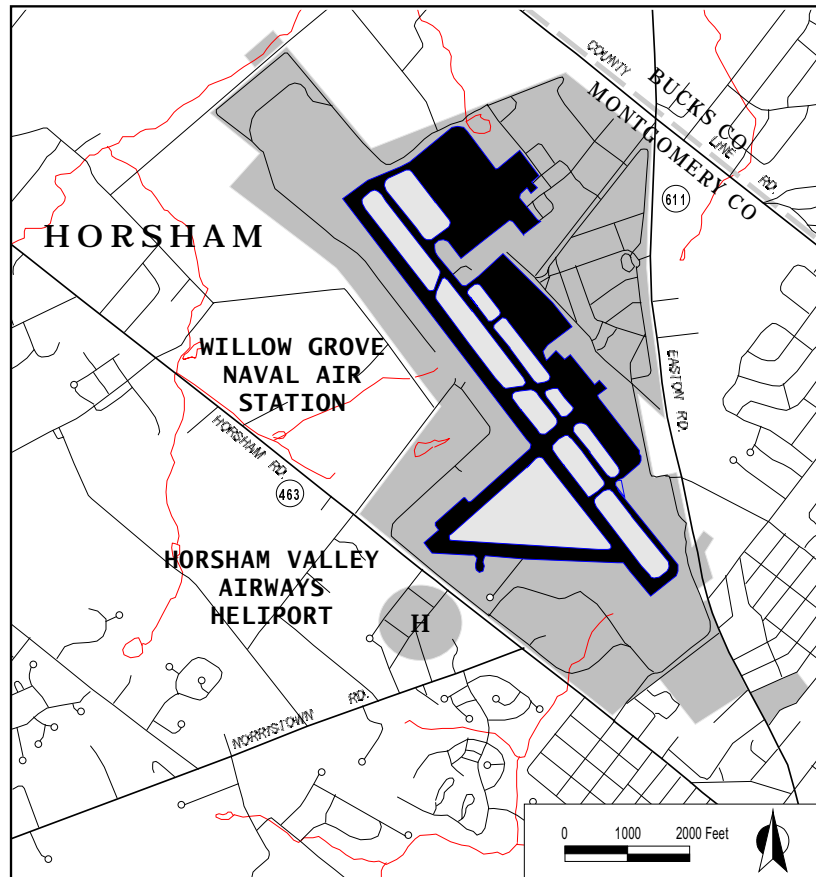 COUNTY LINE RD.
BUCKS CO
MONTGOMERY CO
611
HORSHAM
WILLOW GROVE
NAVAL AIR
STATION
EASTON RD.
HORSHAM RD.
463
HORSHAM VALLEY
AIRWAYS
HELIPORT
H
NORRISTOWN RD.
0 1000 2000 Feet